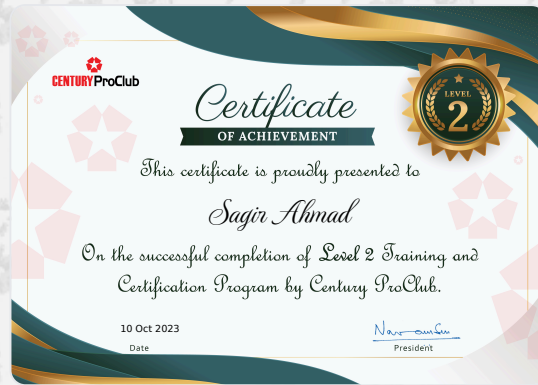 CENTURY ProClub
Certificate
OF ACHIEVEMENT
LEVEL
2
This certificate is proudly presented to
Sagir Ahmad
On the successful completion of Level 2 Training and
Certification Program by Century ProClub.
10 Oct 2023
Date
President